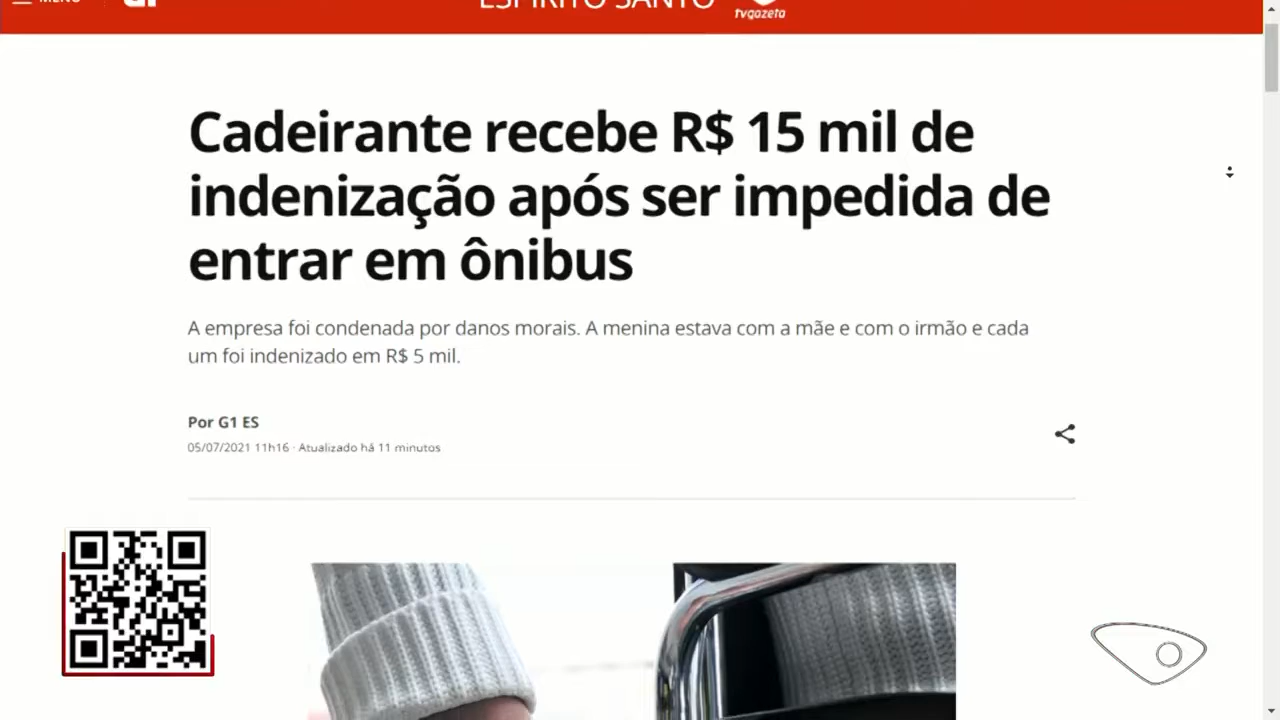 MENU
G1
ESPÍRITO SANTO
tvgazeta
Cadeirante recebe R$ 15 mil de
indenização após ser impedida de
entrar em ônibus
A empresa foi condenada por danos morais. A menina estava com a mãe e com o irmão e cada
um foi indenizado em R$ 5 mil.
Por G1 ES
05/07/2021 11h16 · Atualizado há 11 minutos